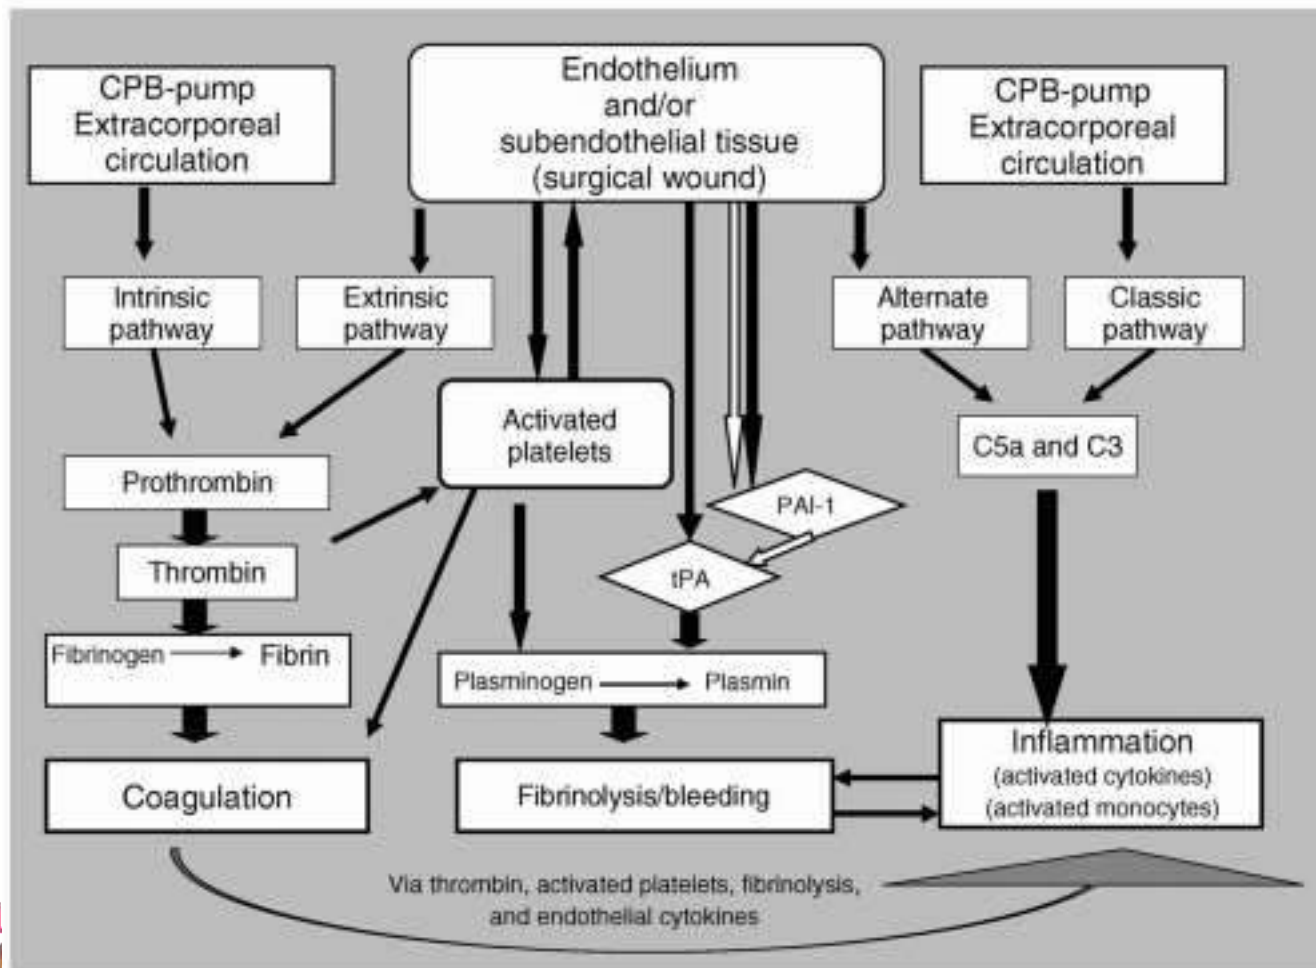 CPB-pump
Extracorporeal
circulation
Endothelium
and/or
subendothelial tissue
(surgical wound)
CPB-pump
Extracorporeal
circulation
Intrinsic
pathway
Extrinsic
pathway
Alternate
pathway
Classic
pathway
Activated
platelets
C5a and C3
Prothrombin
PAI-1
Thrombin
tPA
Fibrinogen Fibrin
Plasminogen Plasmin
Coagulation
Fibrinolysis/bleeding
Inflammation
(activated cytokines)
(activated monocytes)
Via thrombin, activated platelets, fibrinolysis,
and endothelial cytokines